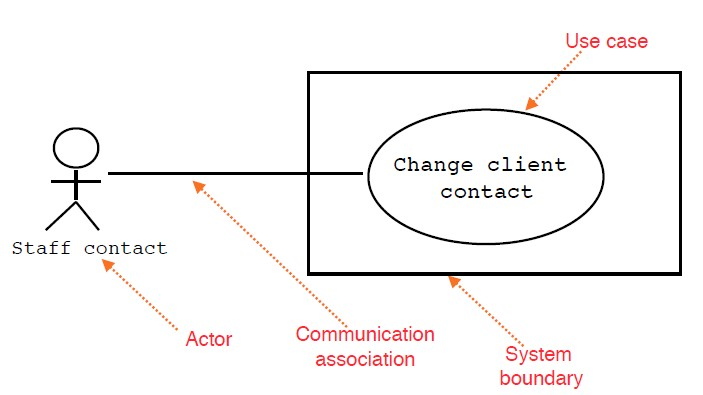 Use case
Change client
contact
Staff contact
Actor
Communication
association
System
boundary